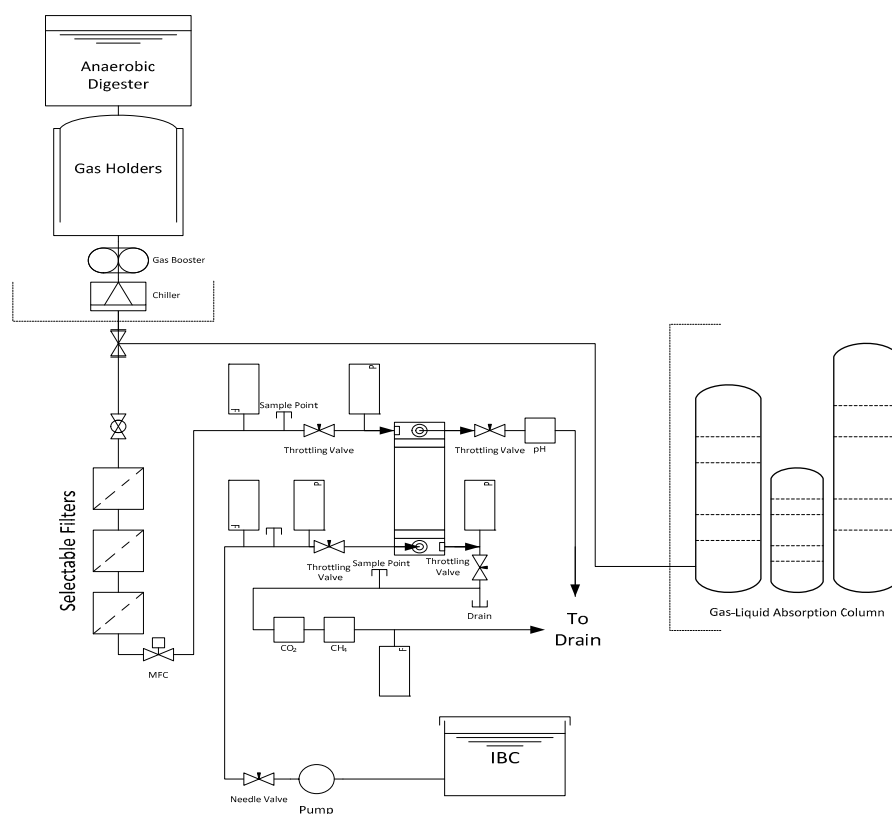 Anaerobic
Digester
Gas Holders
Gas Booster
Chiller
F
Sample Point
P
Throttling Valve
Throttling Valve
pH
Selectable Filters
F
P
P
Throttling
Valve
Sample Point
Throttling
Valve
Drain
To
Drain
Gas-Liquid Absorption Column
CO₂
CH₄
F
MFC
IBC
Needle Valve
Pump